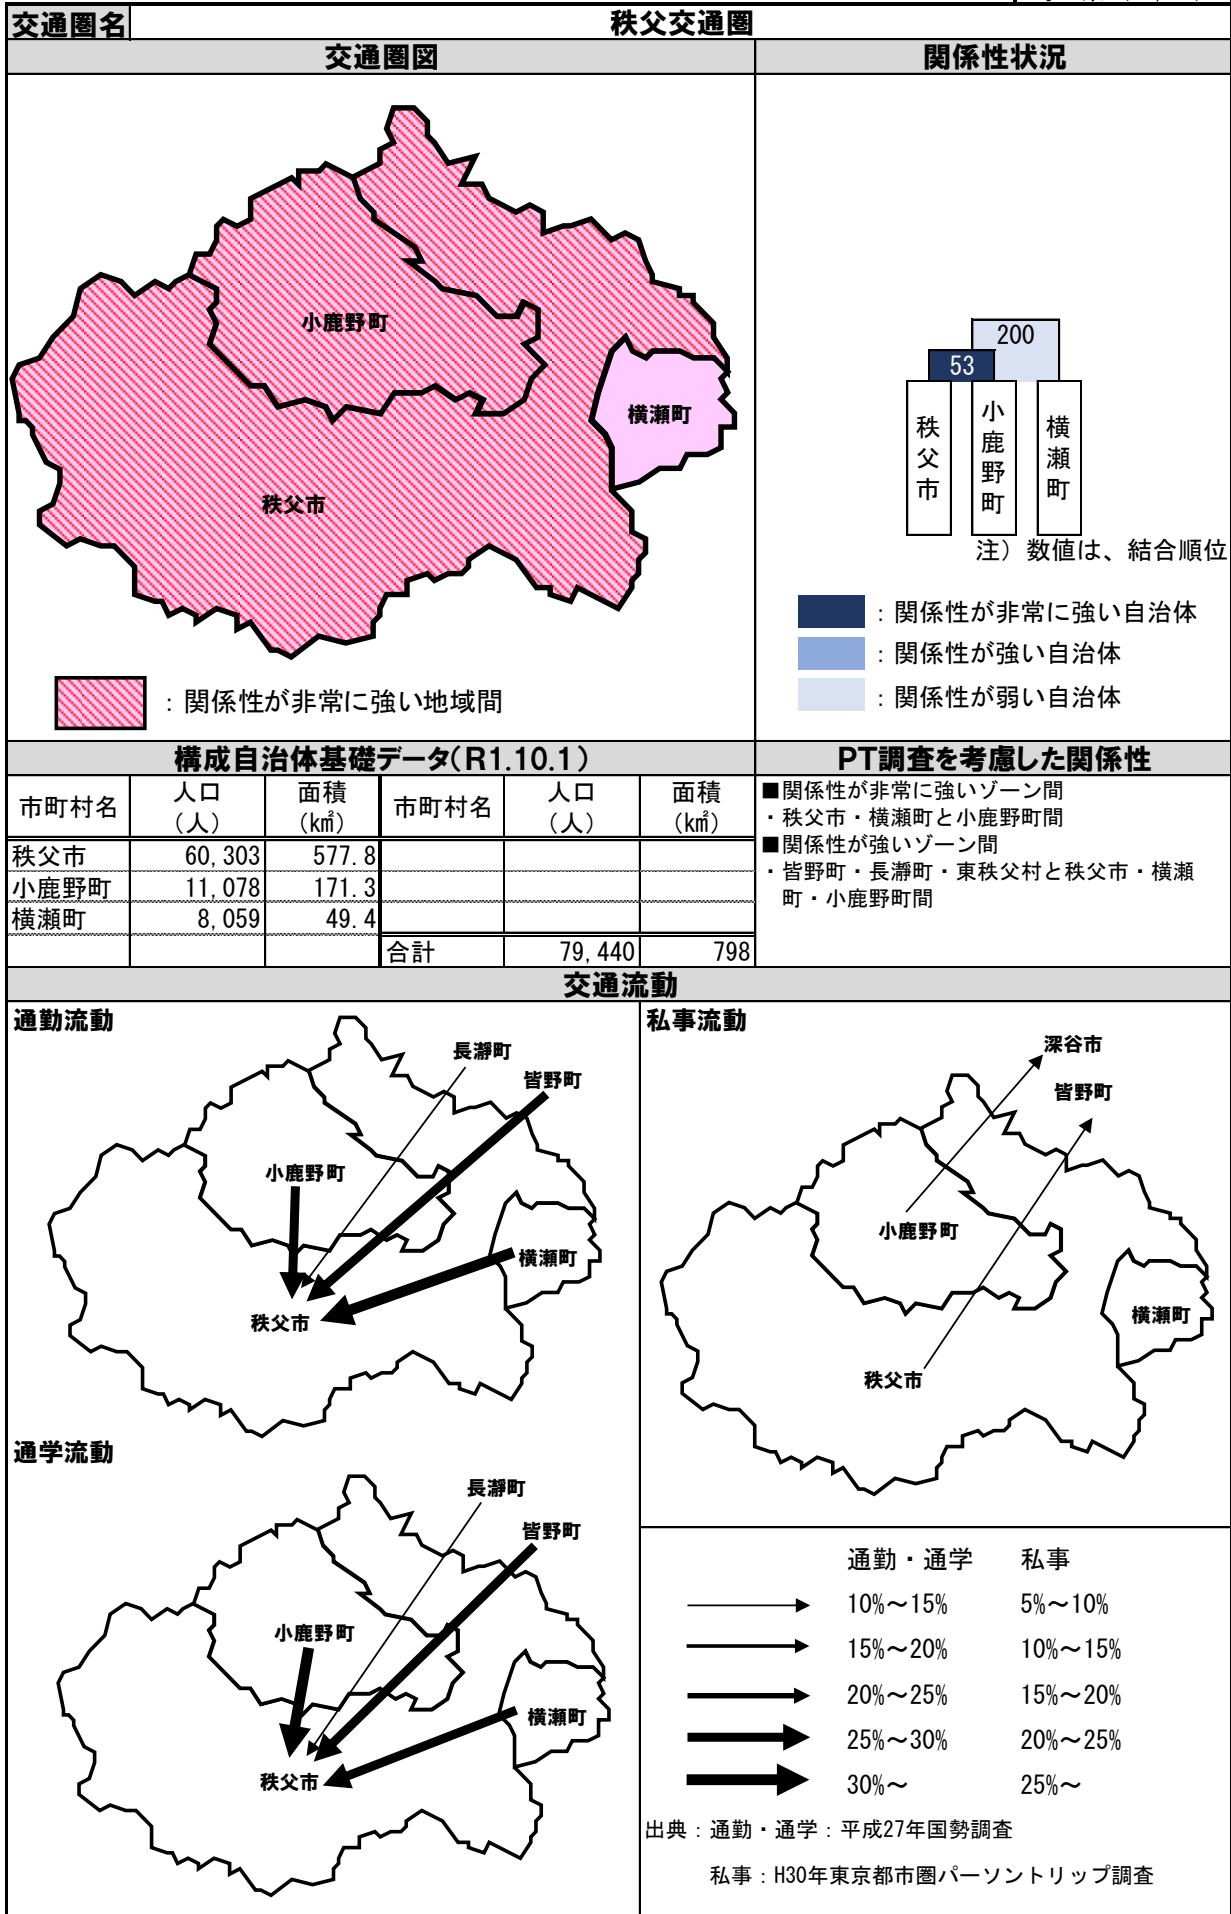 交通圏名
秩父交通圏
交通圏図
関係性状況
小鹿野町
横瀬町
秩父市
：関係性が非常に強い地域間
200
53
秩父市
小鹿野町
横瀬町
注）数値は、結合順位
：関係性が非常に強い自治体
：関係性が強い自治体
：関係性が弱い自治体
構成自治体基礎データ(R1.10.1)
市町村名 人口（人） 面積（k㎡） 市町村名 人口（人） 面積（k㎡）
秩父市 60,303 577.8
小鹿野町 11,078 171.3
横瀬町 8,059 49.4
合計 79,440 798
PT調査を考慮した関係性
■関係性が非常に強いゾーン間
・秩父市・横瀬町と小鹿野町間
■関係性が強いゾーン間
・皆野町・長瀞町・東秩父村と秩父市・横瀬
町・小鹿野町間
交通流動
通勤流動
長瀞町
皆野町
小鹿野町
横瀬町
秩父市
私事流動
深谷市
皆野町
小鹿野町
横瀬町
秩父市
通学流動
長瀞町
皆野町
小鹿野町
横瀬町
秩父市
通勤・通学 私事
10%～15% 5%～10%
15%～20% 10%～15%
20%～25% 15%～20%
25%～30% 20%～25%
30%～ 25%～
出典：通勤・通学：平成27年国勢調査
私事：H30年東京都市圏パーソントリップ調査